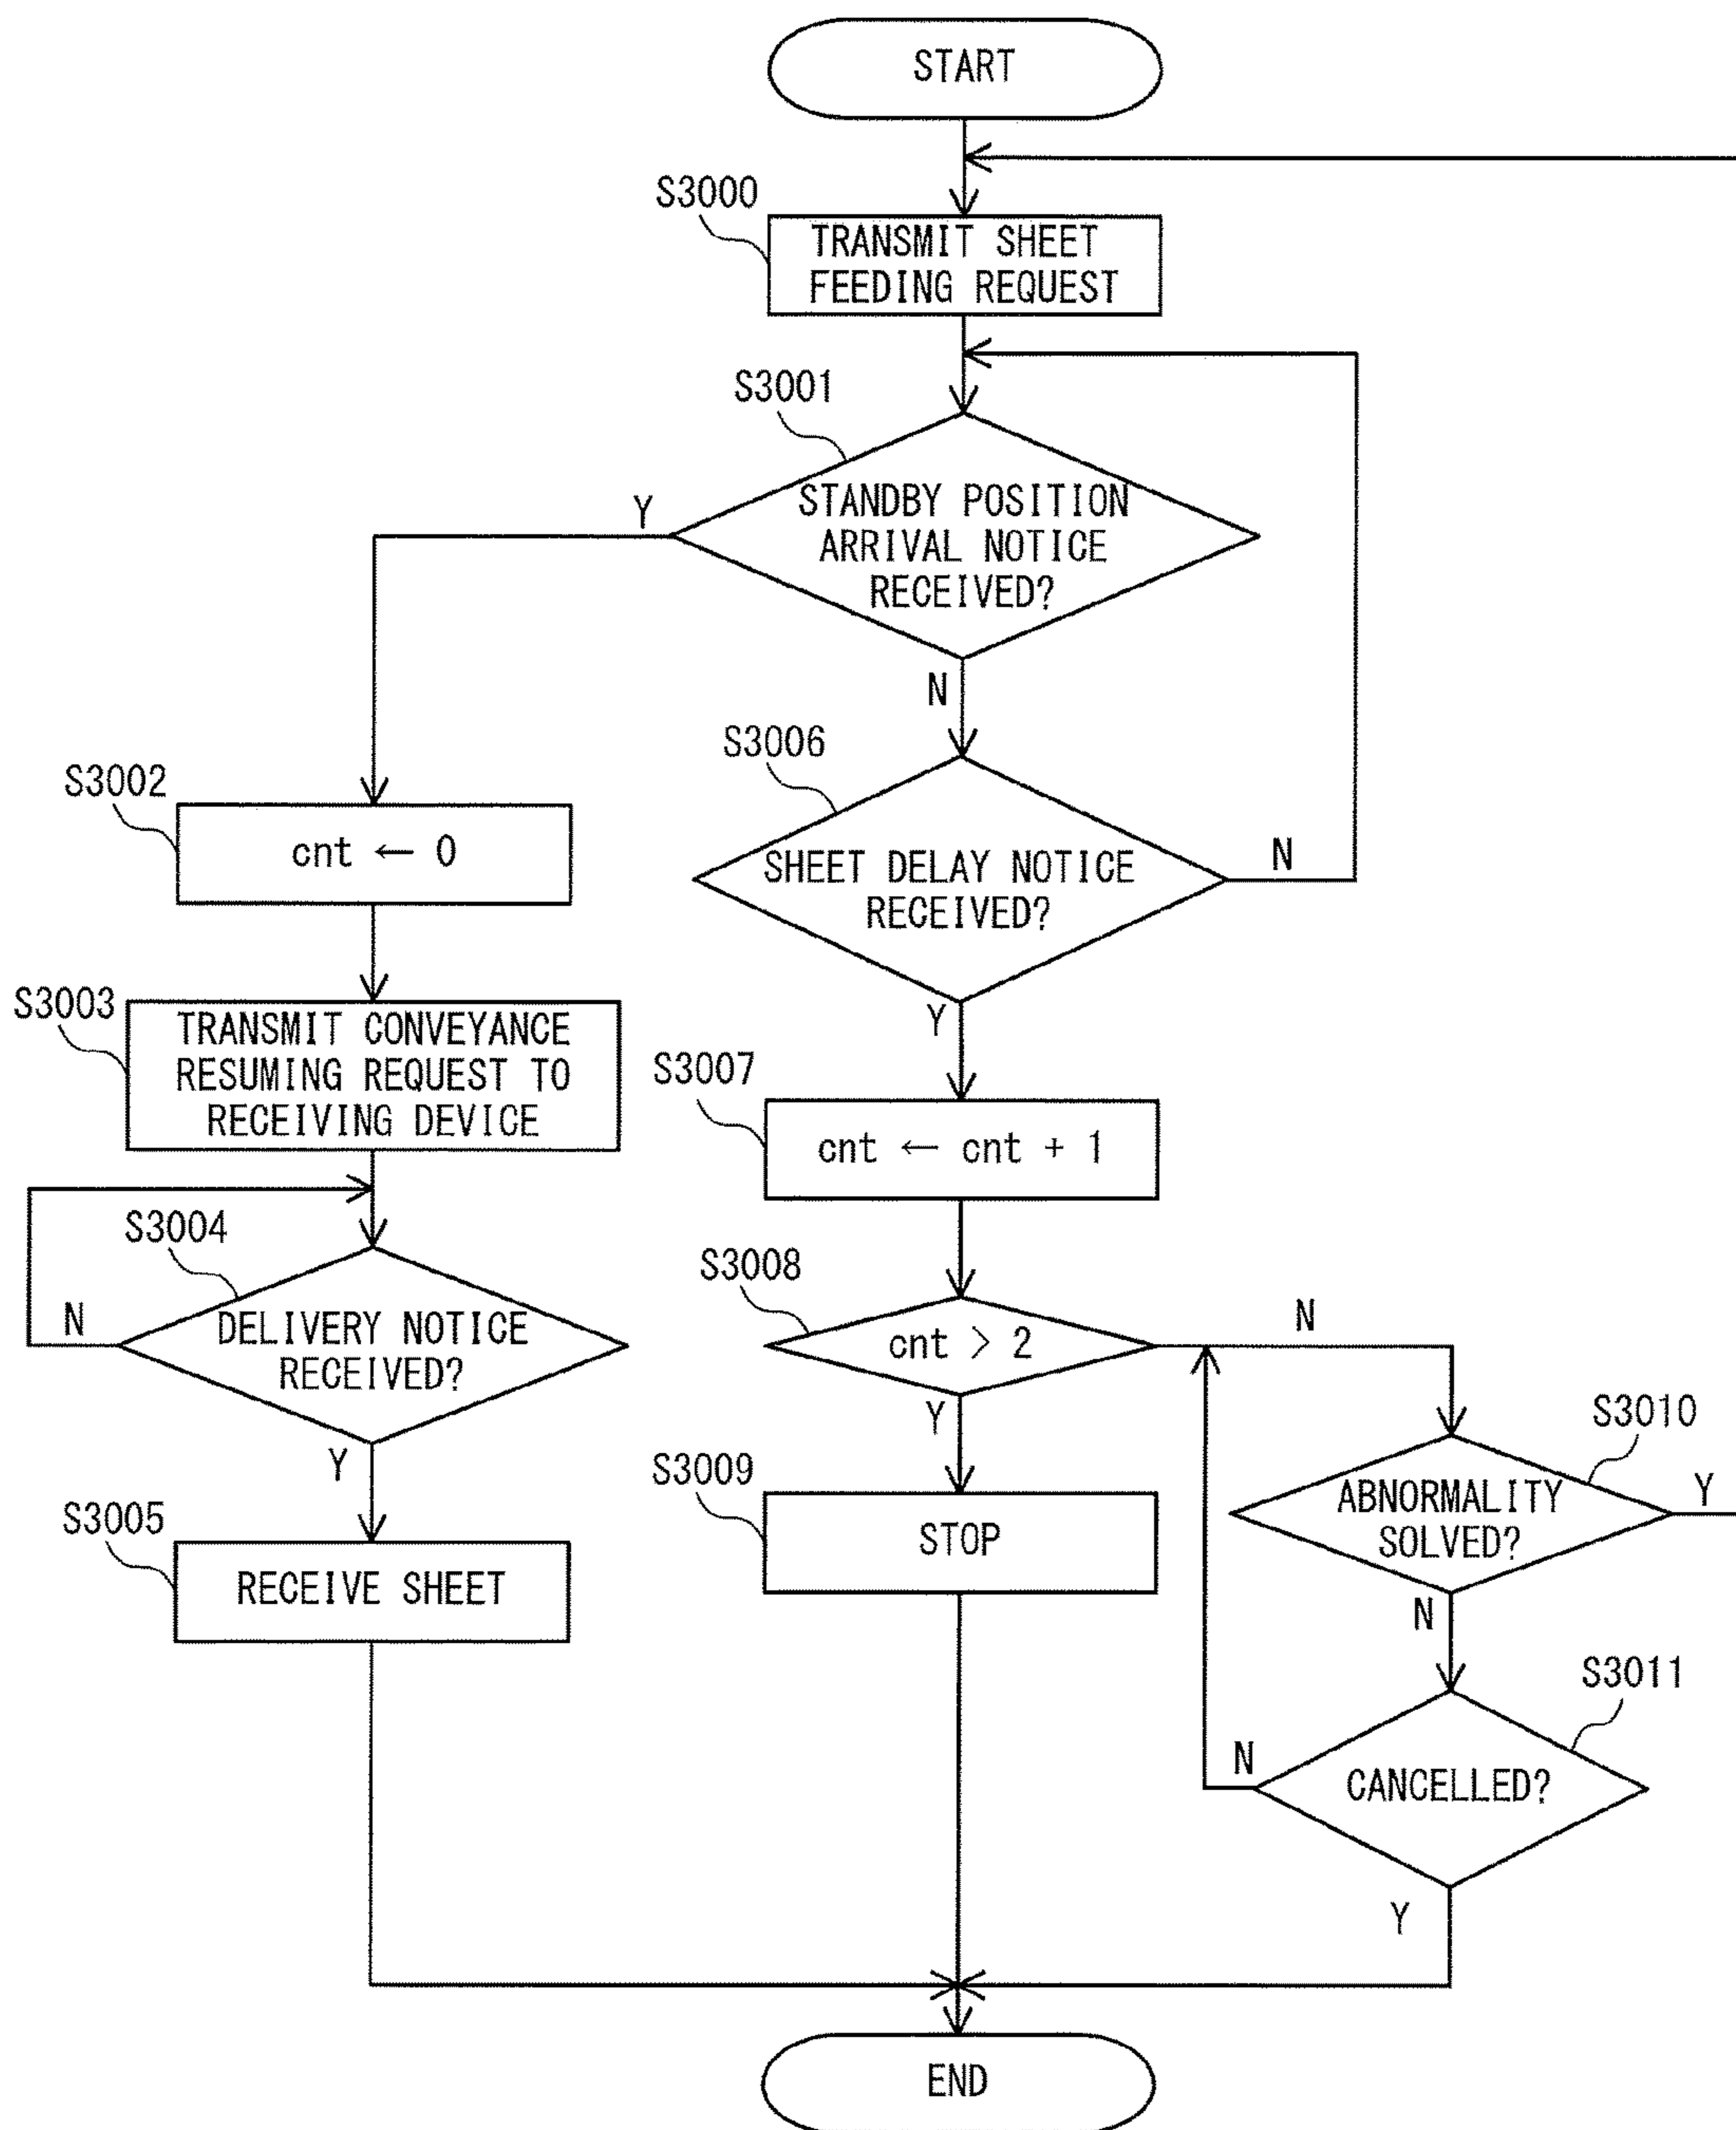 START
S3000
TRANSMIT SHEET
FEEDING REQUEST
S3001
STANDBY POSITION
ARRIVAL NOTICE
RECEIVED?
Y
N
S3006
SHEET DELAY NOTICE
RECEIVED?
N
Y
S3002
cnt ← 0
S3003
TRANSMIT CONVEYANCE
RESUMING REQUEST TO
RECEIVING DEVICE
S3004
DELIVERY NOTICE
RECEIVED?
N
Y
S3005
RECEIVE SHEET
S3007
cnt ← cnt + 1
S3008
cnt > 2
N
Y
S3009
STOP
S3010
ABNORMALITY
SOLVED?
Y
N
S3011
CANCELLED?
N
Y
END